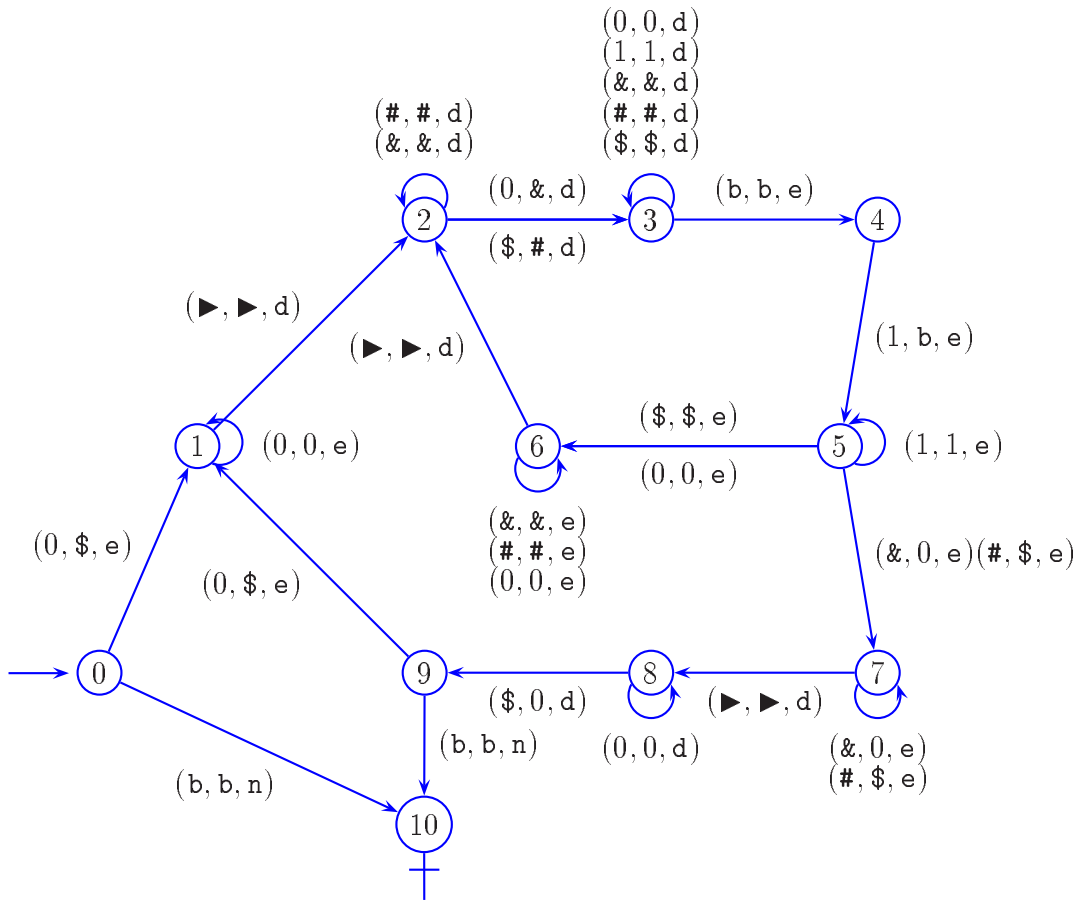 (0, 0, d)
(1, 1, d)
(&, &, d)
(#, #, d)
($, $, d)
(#, #, d)
(&, &, d)
(0, &, d)
(b, b, e)
2
3
4
($, #, d)
(▶, ▶, d)
(▶, ▶, d)
(1, b, e)
($, $, e)
1
(0, 0, e)
6
5
(1, 1, e)
(0, 0, e)
(&, &, e)
(#, #, e)
(0, 0, e)
(0, $, e)
(0, $, e)
(&, 0, e)(#, $, e)
0
9
8
7
($, 0, d)
(▶, ▶, d)
(b, b, n)
(0, 0, d)
(&, 0, e)
(#, $, e)
(b, b, n)
10